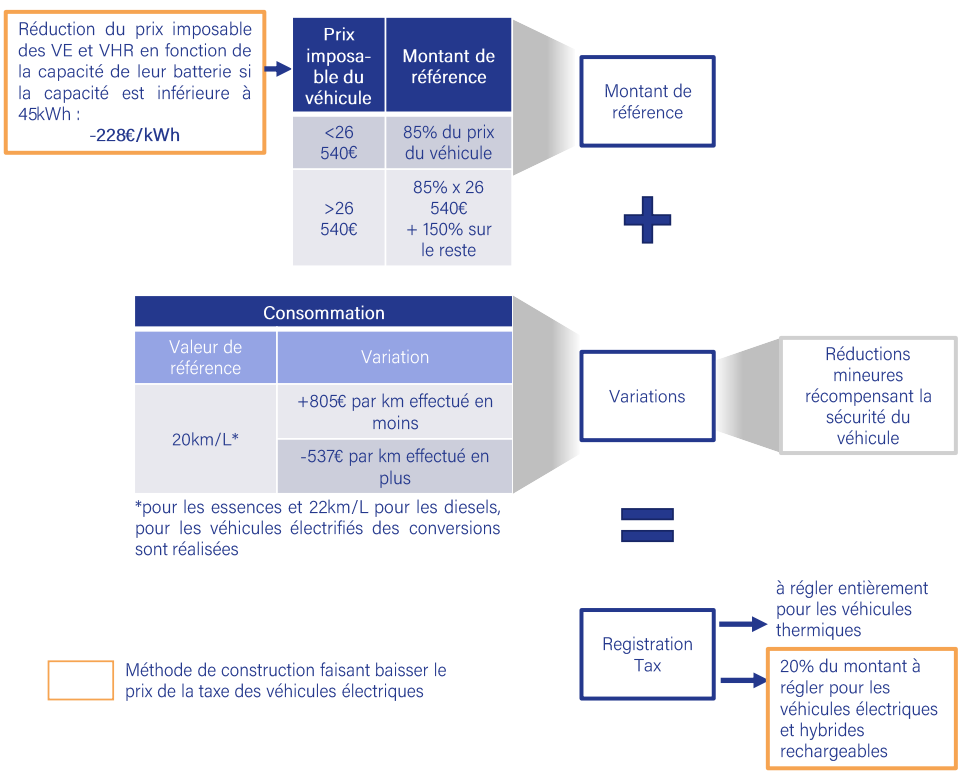 Réduction du prix imposable
des VE et VHR en fonction de
la capacité de leur batterie si
la capacité est inférieure à
45kWh :
-228€/kWh
Prix
imposa-
ble du
véhicule
Montant de
référence
<26
540€
85% du prix
du véhicule
>26
540€
85% x 26
540€
+ 150% sur
le reste
Montant de
référence
Consommation
Valeur de
référence
Variation
20km/L*
+805€ par km effectué en
moins
-537€ par km effectué en
plus
*pour les essences et 22km/L pour les diesels,
pour les véhicules électrifiés des conversions
sont réalisées
Variations
Réductions
mineures
récompensant la
sécurité du
véhicule
Registration
Tax
à régler entièrement
pour les véhicules
thermiques
20% du montant à
régler pour les
véhicules électriques
et hybrides
rechargeables
Méthode de construction faisant baisser le
prix de la taxe des véhicules électriques